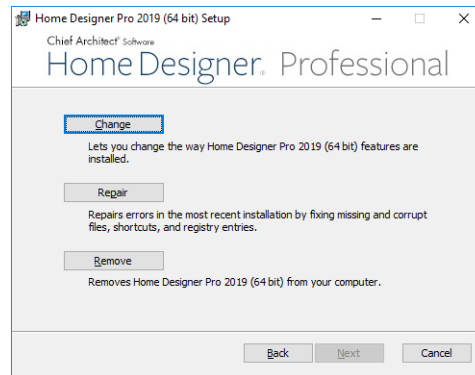 Home Designer Pro 2019 (64 bit) Setup
Chief Architect® Software
Home Designer® Professional
Change
Lets you change the way Home Designer Pro 2019 (64 bit) features are
installed.
Repair
Repairs errors in the most recent installation by fixing missing and corrupt
files, shortcuts, and registry entries.
Remove
Removes Home Designer Pro 2019 (64 bit) from your computer.
Back Next Cancel